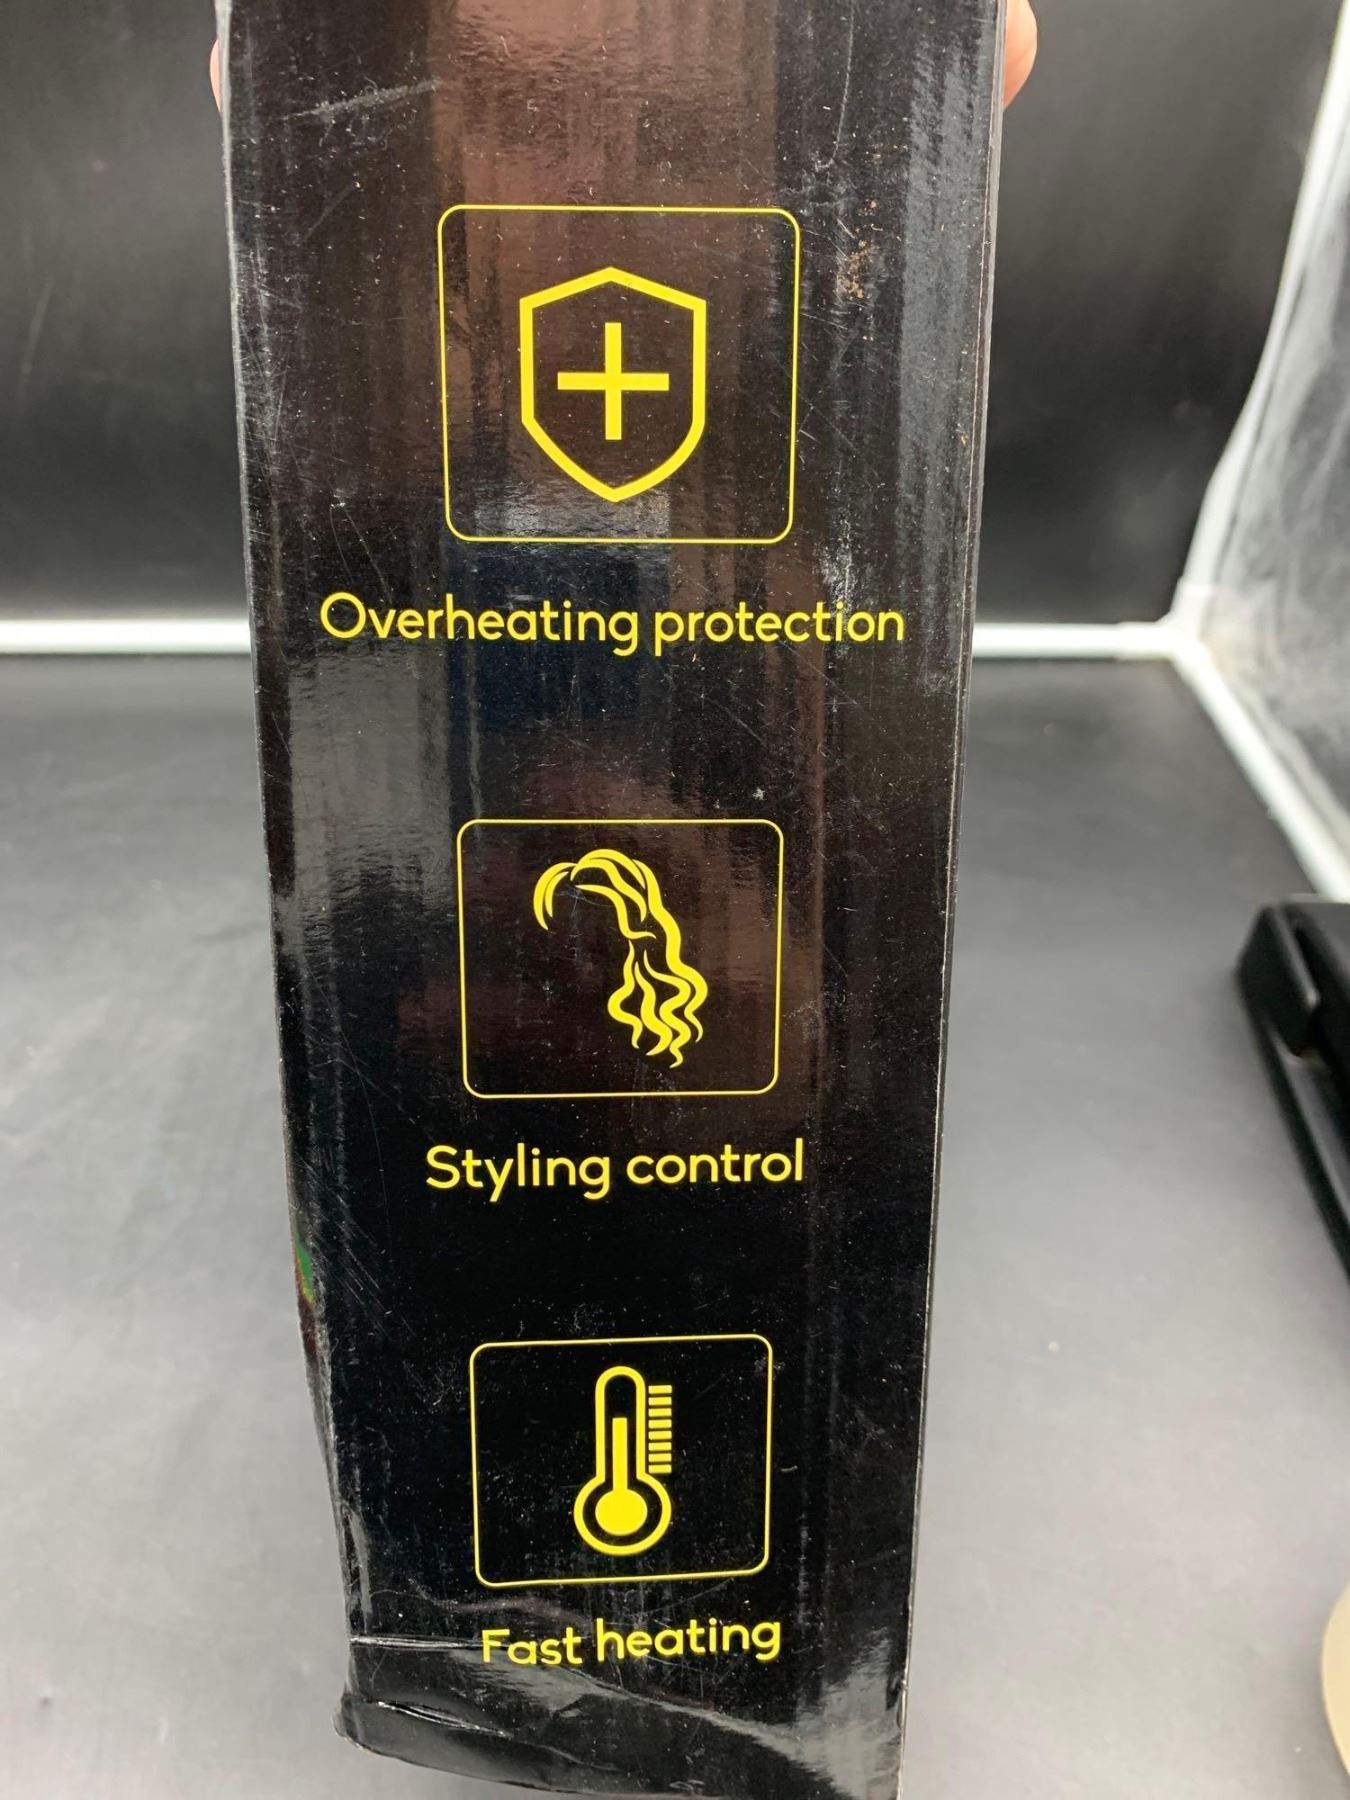 Overheating protection
Styling control
Fast heating